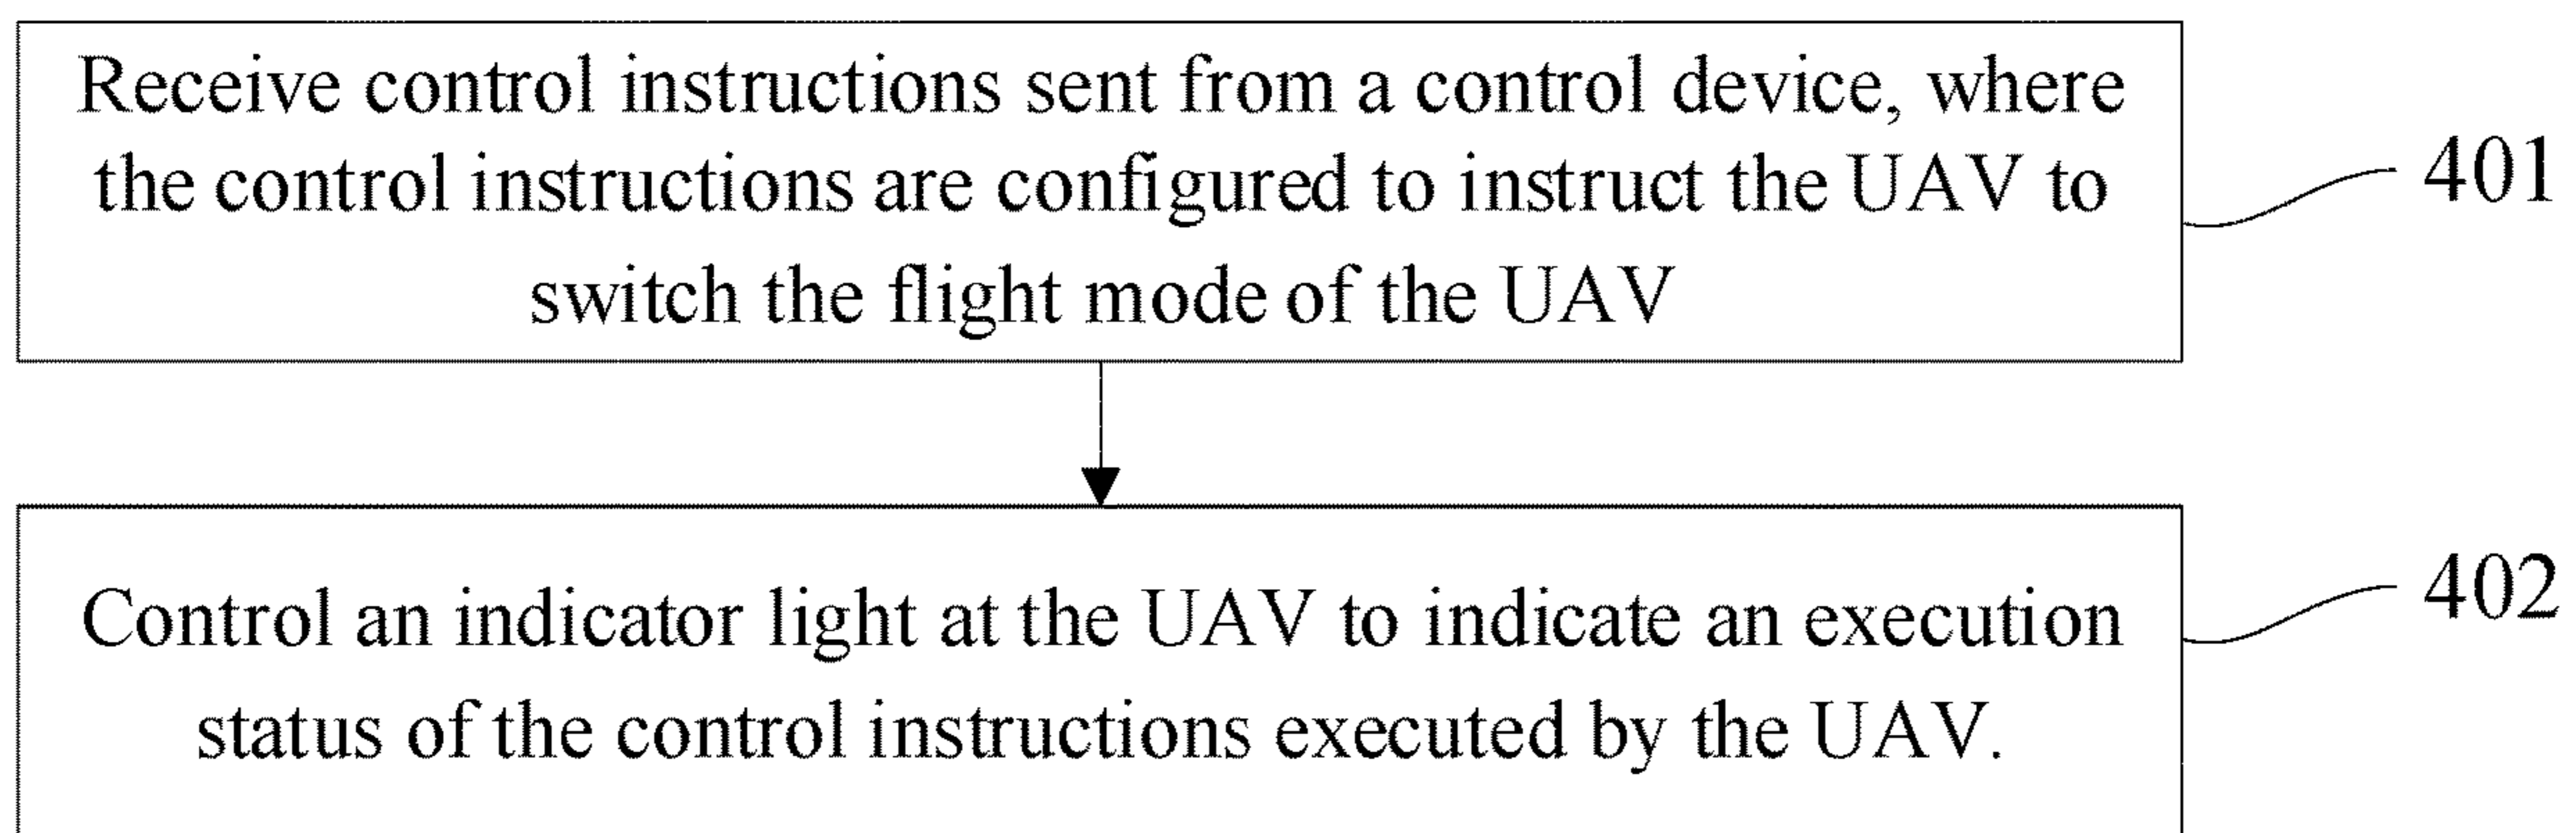 Receive control instructions sent from a control device, where
the control instructions are configured to instruct the UAV to
switch the flight mode of the UAV
401
Control an indicator light at the UAV to indicate an execution
status of the control instructions executed by the UAV.
402